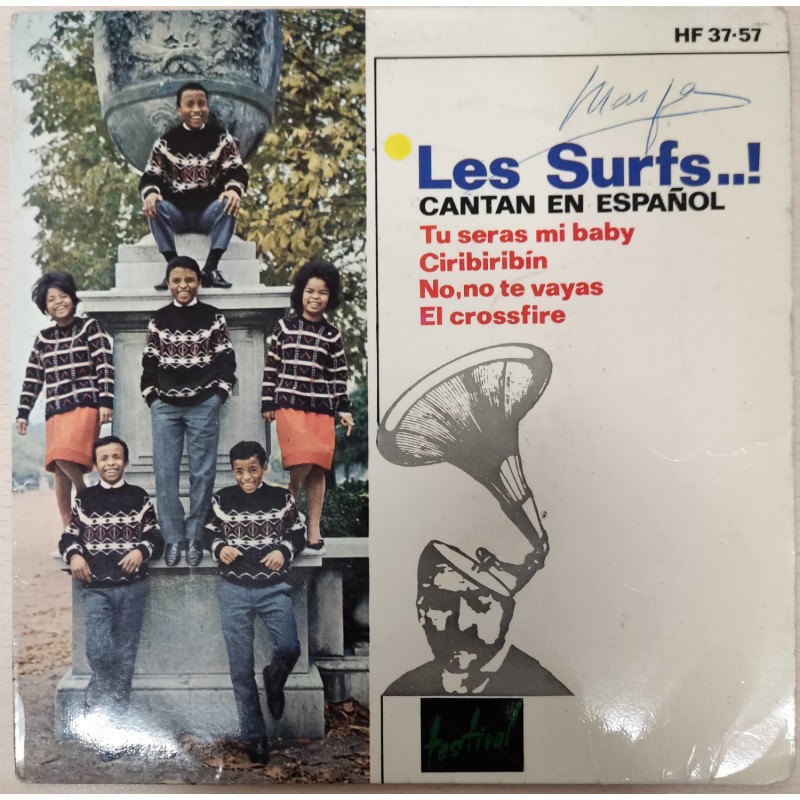 HF 37·57
Les Surfs..!
CANTAN EN ESPAÑOL
Tu seras mi baby
Ciribiribín
No,no te vayas
El crossfire
festival